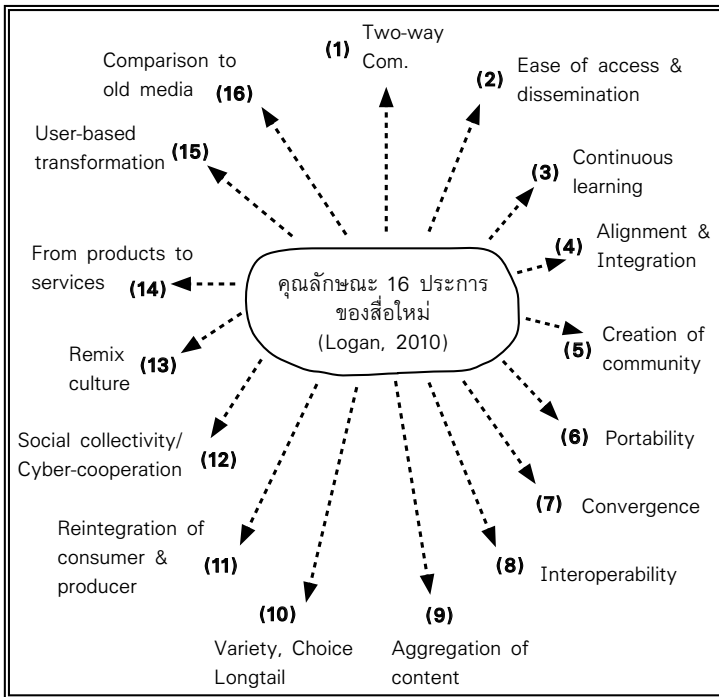 คุณลักษณะ 16 ประการ
ของสื่อใหม่
(Logan, 2010)
(1) Two-way
Com.
(2) Ease of access &
dissemination
(3) Continuous
learning
(4) Alignment &
Integration
(5) Creation of
community
(6) Portability
(7) Convergence
(8) Interoperability
(9)
Aggregation of
content
(10)
Variety, Choice
Longtail
Reintegration of
consumer & (11)
producer
Social collectivity/
Cyber-cooperation (12)
Remix
culture (13)
From products to
services (14)
User-based
transformation (15)
Comparison to
old media (16)